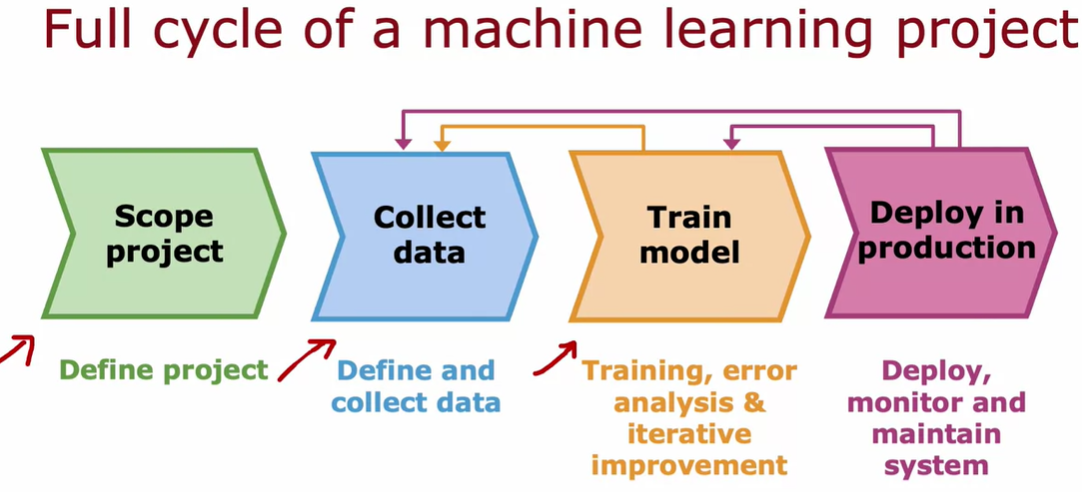 Full cycle of a machine learning project
Scope
project
Collect
data
Train
model
Deploy in
production
Define project
Define and
collect data
Training, error
analysis &
iterative
improvement
Deploy,
monitor and
maintain
system